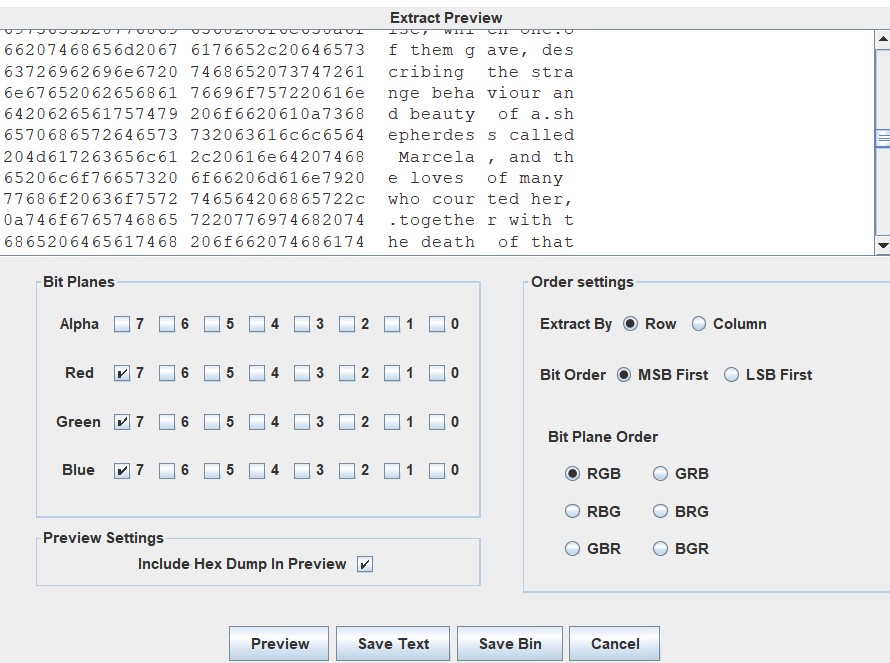 Extract Preview
66207468656d2067 6176652c20646573 f them g ave, des
63726962696e6720 7468652073747261 cribing  the stra
6e67652062656861 76696f757220616e nge beha viour an
6420626561757479 206f6620610a7368 d beauty  of a.sh
6570686572646573 732063616c6c6564 epherdes s called
204d617263656c61 2c20616e64207468  Marcela , and th
65206c6f76657320 6f66206d616e7920 e loves  of many 
77686f20636f7572 746564206865722c who cour ted her,
0a746f6765746865 7220776974682074 .togethe r with t
6865206465617468 206f662074686174 he death  of that
Bit Planes
Alpha 7 6 5 4 3 2 1 0
Red 7 6 5 4 3 2 1 0
Green 7 6 5 4 3 2 1 0
Blue 7 6 5 4 3 2 1 0
Preview Settings
Include Hex Dump In Preview
Order settings
Extract By Row Column
Bit Order MSB First LSB First
Bit Plane Order
RGB GRB
RBG BRG
GBR BGR
Preview Save Text Save Bin Cancel